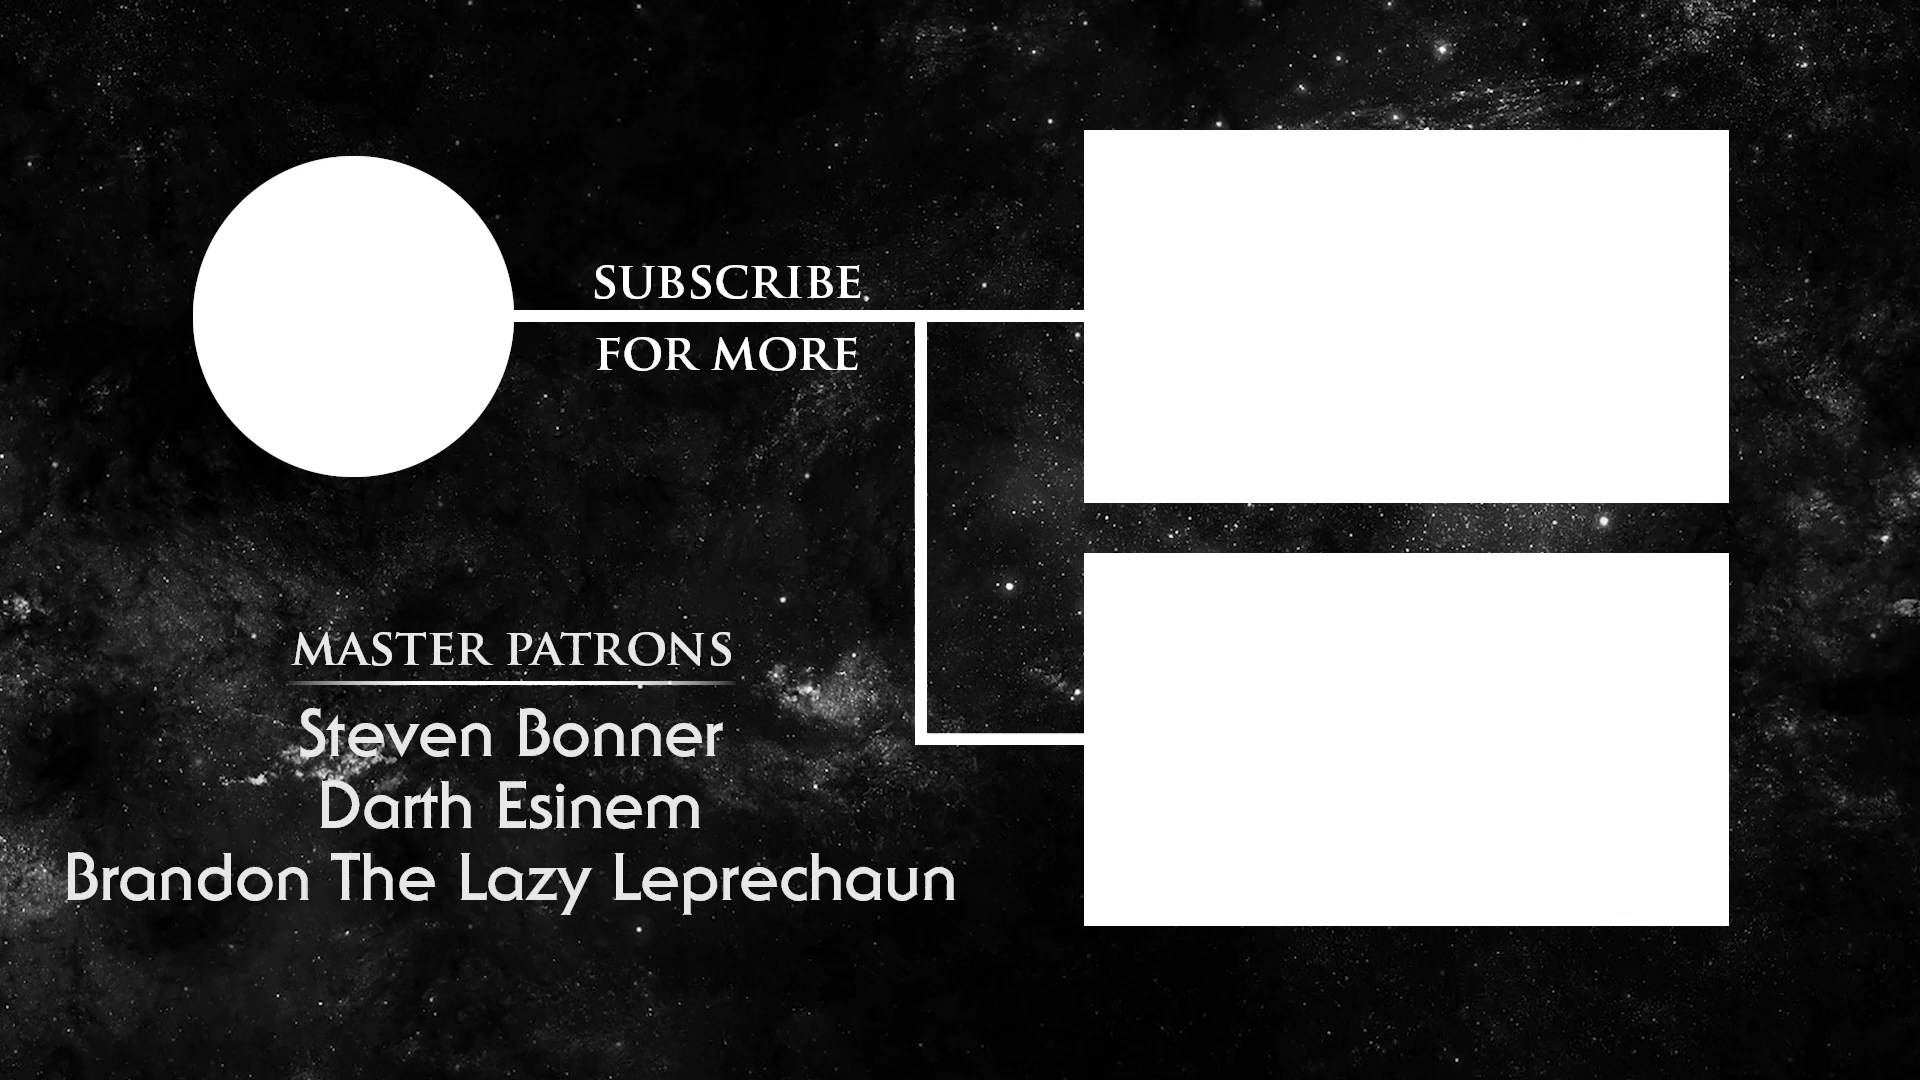 SUBSCRIBE
FOR MORE
MASTER PATRONS
Steven Bonner
Darth Esinem
Brandon The Lazy Leprechaun